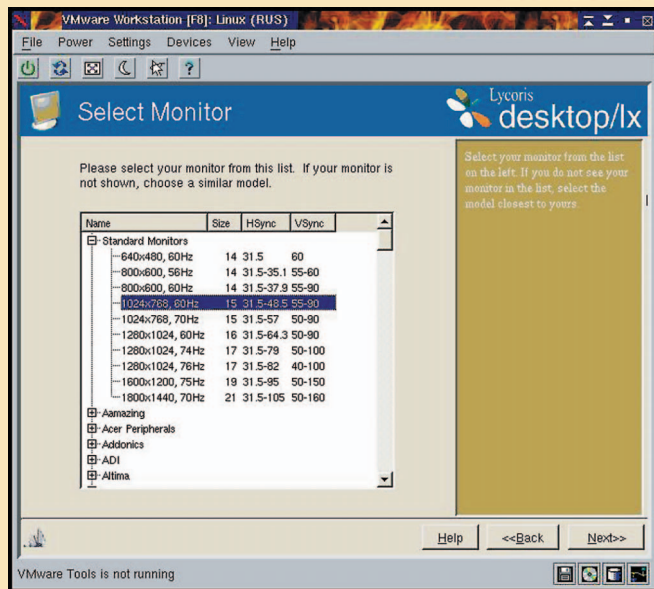 VMware Workstation [F8]: Linux (RUS)
File Power Settings Devices View Help
?
Select Monitor
Lycoris
desktop/lx
Please select your monitor from this list. If your monitor is
not shown, choose a similar model.
Select your monitor from the list
on the left. If you do not see your
monitor in the list, select the
model closest to yours.
Name Size HSync VSync
Standard Monitors
640x480, 60Hz 14 31.5 60
800x600, 56Hz 14 31.5-35.1 55-60
800x600, 60Hz 14 31.5-37.9 55-90
1024x768, 60Hz 15 31.5-48.5 55-90
1024x768, 70Hz 15 31.5-57 50-90
1280x1024, 60Hz 16 31.5-64.3 50-90
1280x1024, 74Hz 17 31.5-79 50-100
1280x1024, 76Hz 17 31.5-82 40-100
1600x1200, 75Hz 19 31.5-95 50-150
1800x1440, 70Hz 21 31.5-105 50-160
Aamazing
Acer Peripherals
Addonics
ADI
Altima
Help <<Back Next>>
VMware Tools is not running